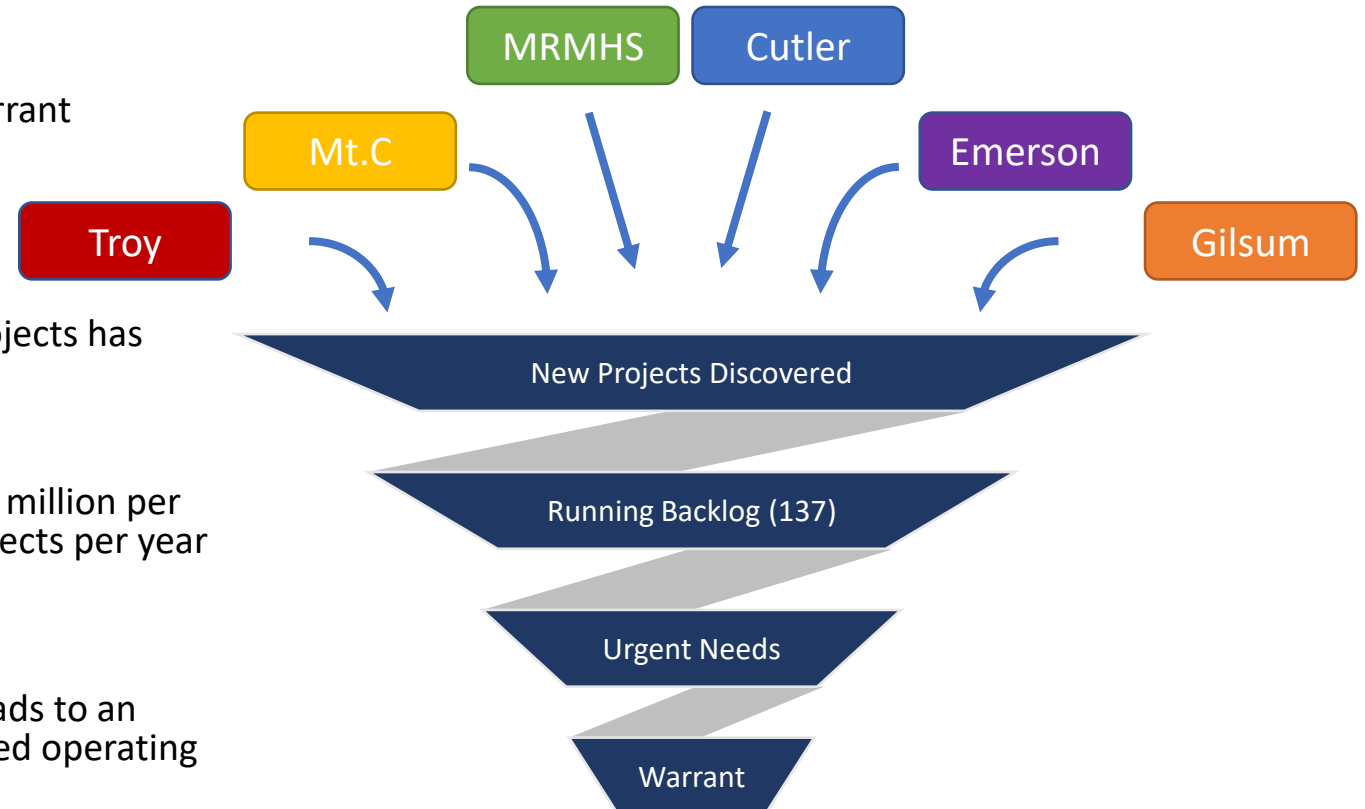 rrant
ojects has
million per
jects per year
ads to an
ed operating
MRMHS
Cutler
Mt.C
Emerson
Troy
Gilsum
New Projects Discovered
Running Backlog (137)
Urgent Needs
Warrant